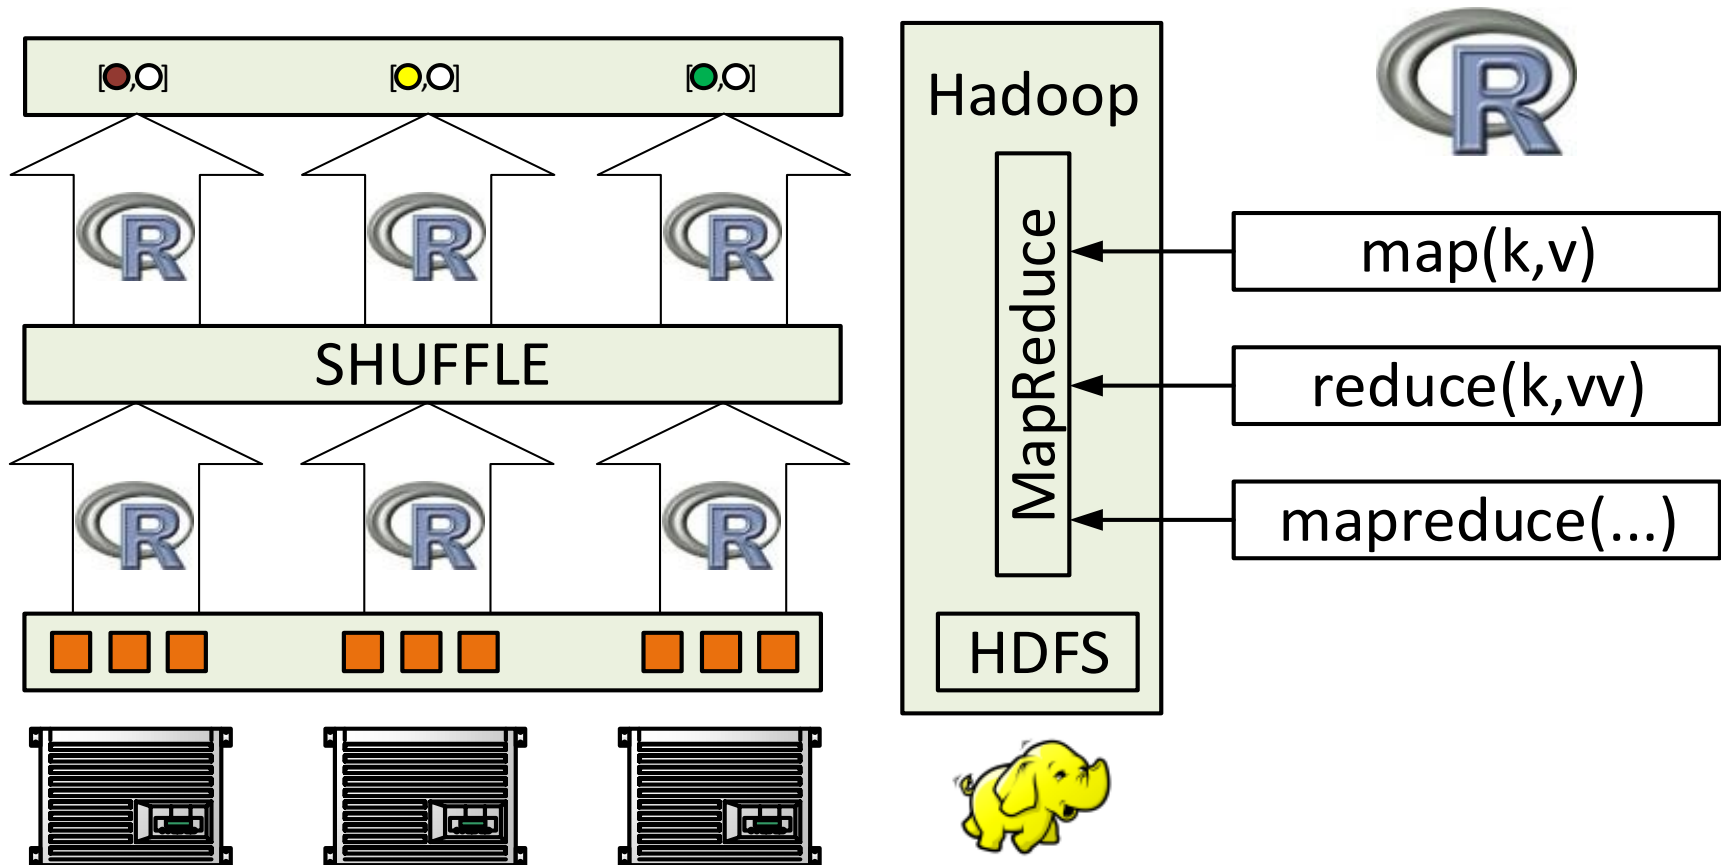 [ , ]
[ , ]
[ , ]
R
R
R
SHUFFLE
R
R
R
Hadoop
MapReduce
HDFS
R
map(k,v)
reduce(k,vv)
mapreduce(...)